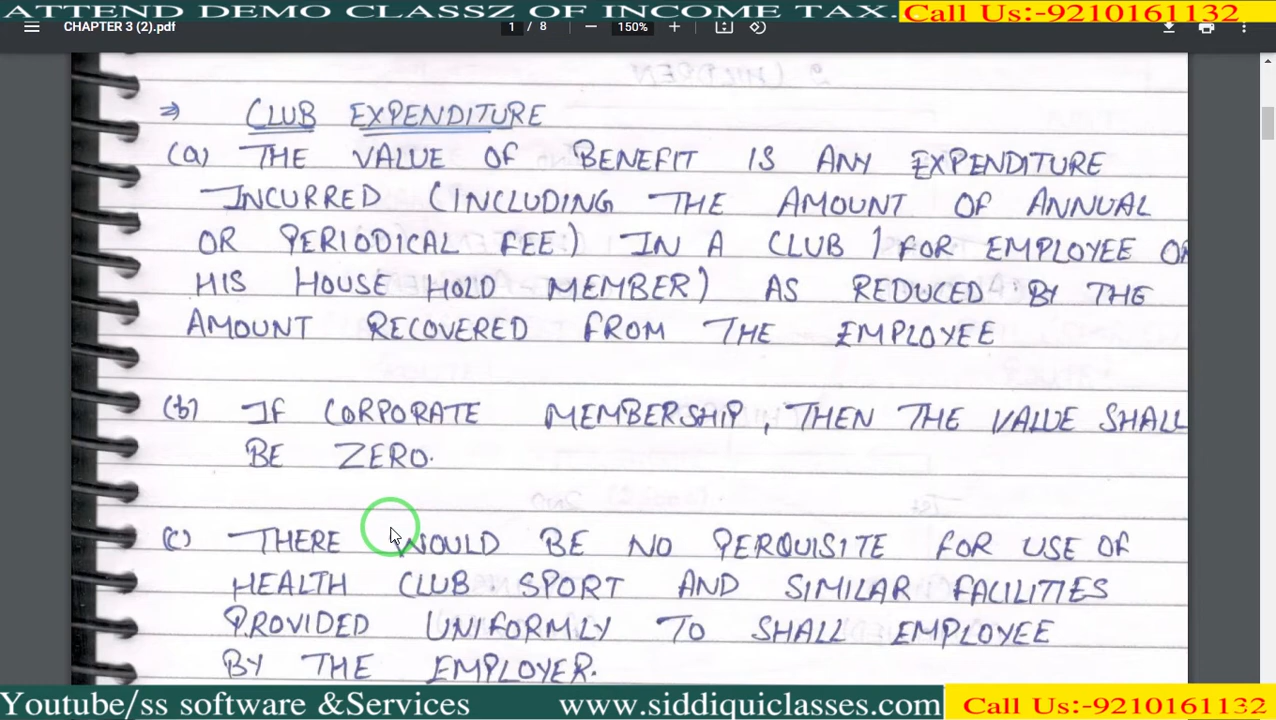 ATTEND DEMO CLASSZ OF INCOME TAX. Call Us:-9210161132
CHAPTER 3 (2).pdf 1 / 8 — 150% +
⇒ CLUB EXPENDITURE
(a) THE VALUE OF BENEFIT IS ANY EXPENDITURE
INCURRED (INCLUDING THE AMOUNT OF ANNUAL
OR PERIODICAL FEE) IN A CLUB ) FOR EMPLOYEE OR
HIS HOUSE HOLD MEMBER) AS REDUCED BY THE
AMOUNT RECOVERED FROM THE EMPLOYEE
(b) IF CORPORATE MEMBERSHIP, THEN THE VALUE SHALL
BE ZERO.
(c) THERE WOULD BE NO PERQUISITE FOR USE OF
HEALTH CLUB SPORT AND SIMILAR FACILITIES
PROVIDED UNIFORMLY TO SHALL EMPLOYEE
BY THE EMPLOYER.
Youtube/ss software &Services www.siddiquiclasses.com Call Us:-9210161132